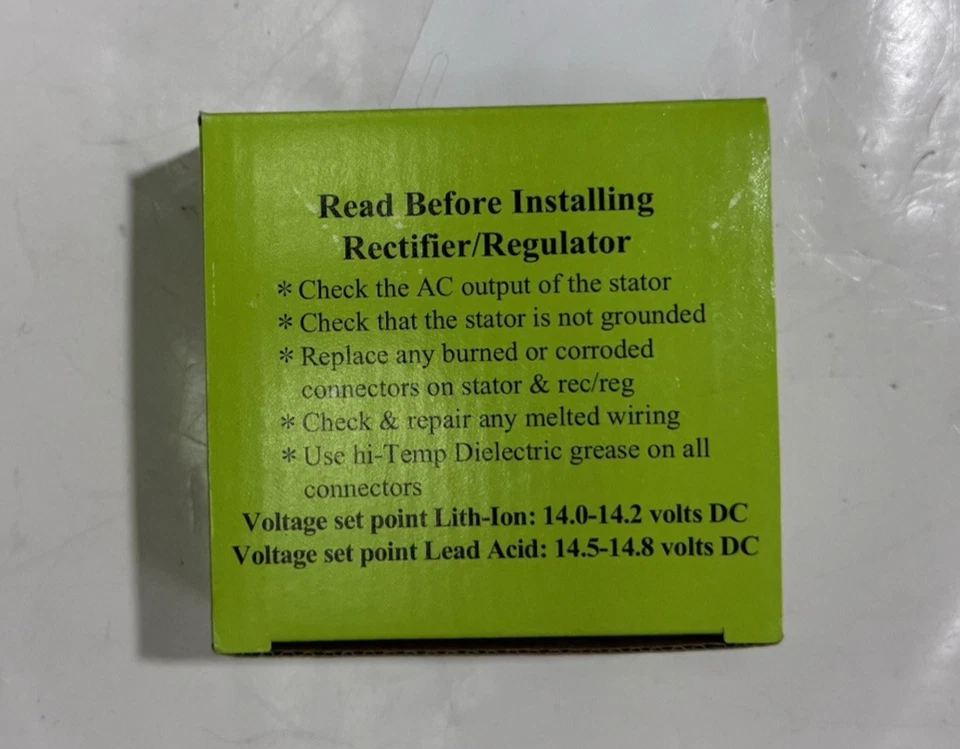 Read Before Installing
Rectifier/Regulator
* Check the AC output of the stator
* Check that the stator is not grounded
* Replace any burned or corroded
connectors on stator & rec/reg
* Check & repair any melted wiring
* Use hi-Temp Dielectric grease on all
connectors
Voltage set point Lith-Ion: 14.0-14.2 volts DC
Voltage set point Lead Acid: 14.5-14.8 volts DC